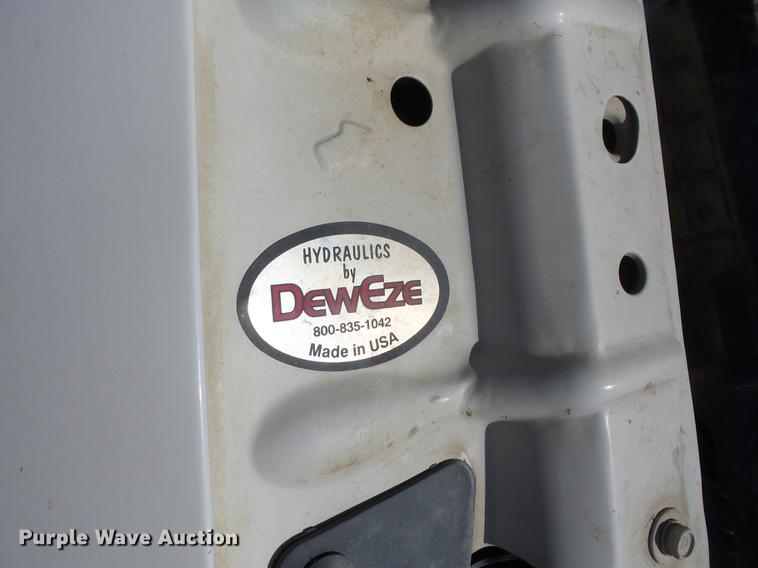 HYDRAULICS
by
DewEze
800-835-1042
Made in USA
Purple Wave Auction